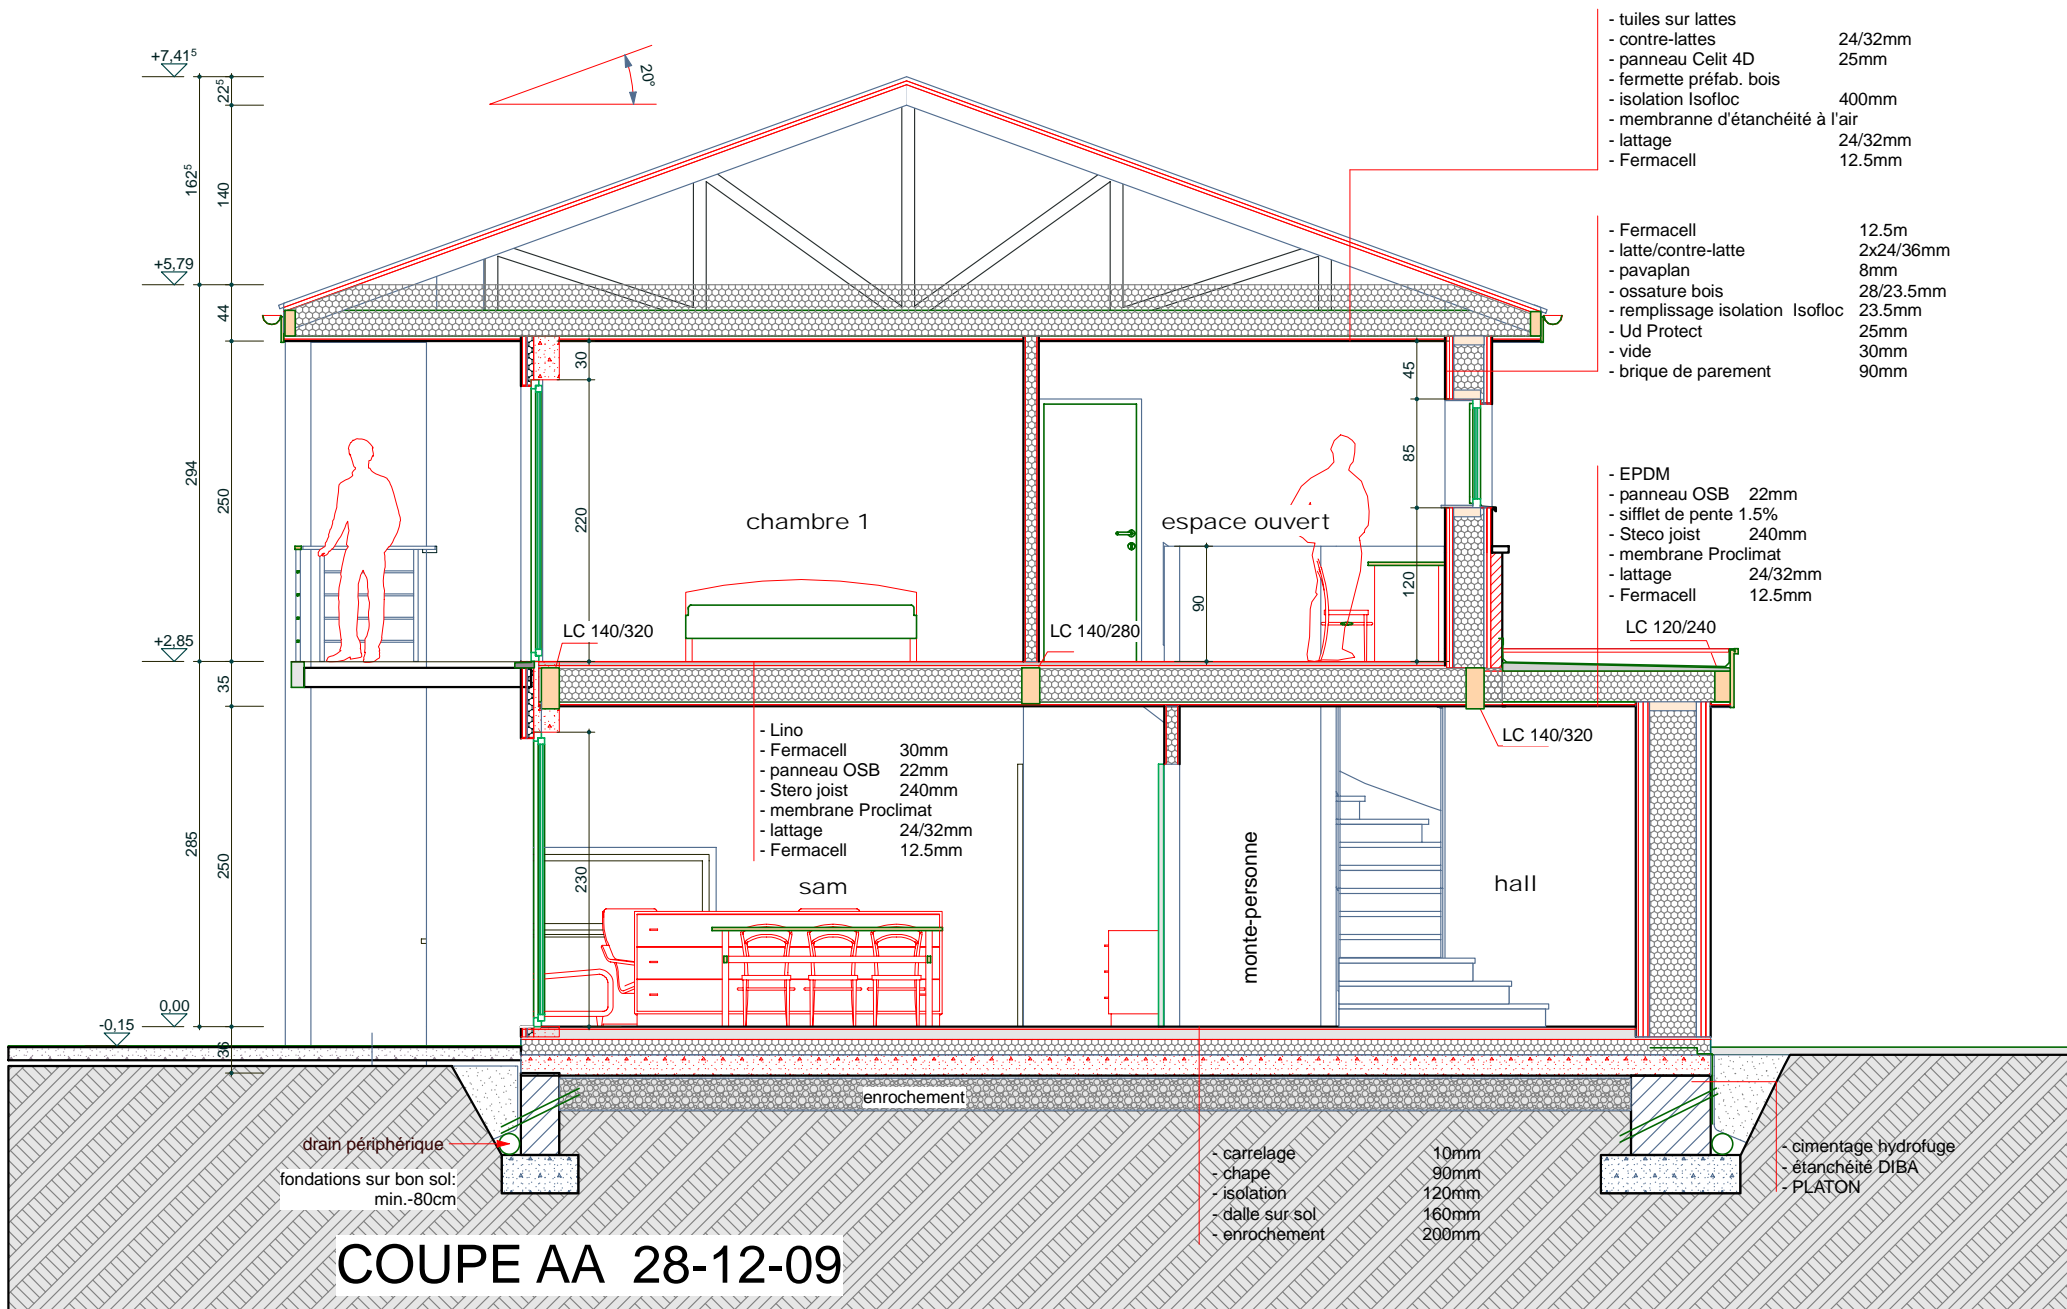 - tuiles sur lattes
- contre-lattes 24/32mm
- panneau Celit 4D 25mm
- fermette préfab. bois
- isolation Isofloc 400mm
- membranne d'étanchéité à l'air
- lattage 24/32mm
- Fermacell 12.5mm
- Fermacell 12.5m
- latte/contre-latte 2x24/36mm
- pavaplan 8mm
- ossature bois 28/23.5mm
- remplissage isolation Isofloc 23.5mm
- Ud Protect 25mm
- vide 30mm
- brique de parement 90mm
- EPDM
- panneau OSB 22mm
- sifflet de pente 1.5%
- Steco joist 240mm
- membrane Proclimat
- lattage 24/32mm
- Fermacell 12.5mm
LC 120/240
+7,41⁵
22⁵
20°
162⁵
140
+5,79
44
294
250
+2,85
35
285
250
0,00
-0,15
36
30
220
45
85
120
90
chambre 1
espace ouvert
LC 140/320
LC 140/280
LC 140/320
- Lino
- Fermacell 30mm
- panneau OSB 22mm
- Stero joist 240mm
- membrane Proclimat
- lattage 24/32mm
- Fermacell 12.5mm
230
sam
monte-personne
hall
enrochement
drain périphérique
fondations sur bon sol:
min.-80cm
- carrelage 10mm
- chape 90mm
- isolation 120mm
- dalle sur sol 160mm
- enrochement 200mm
- cimentage hydrofuge
- étanchéité DIBA
- PLATON
COUPE AA 28-12-09